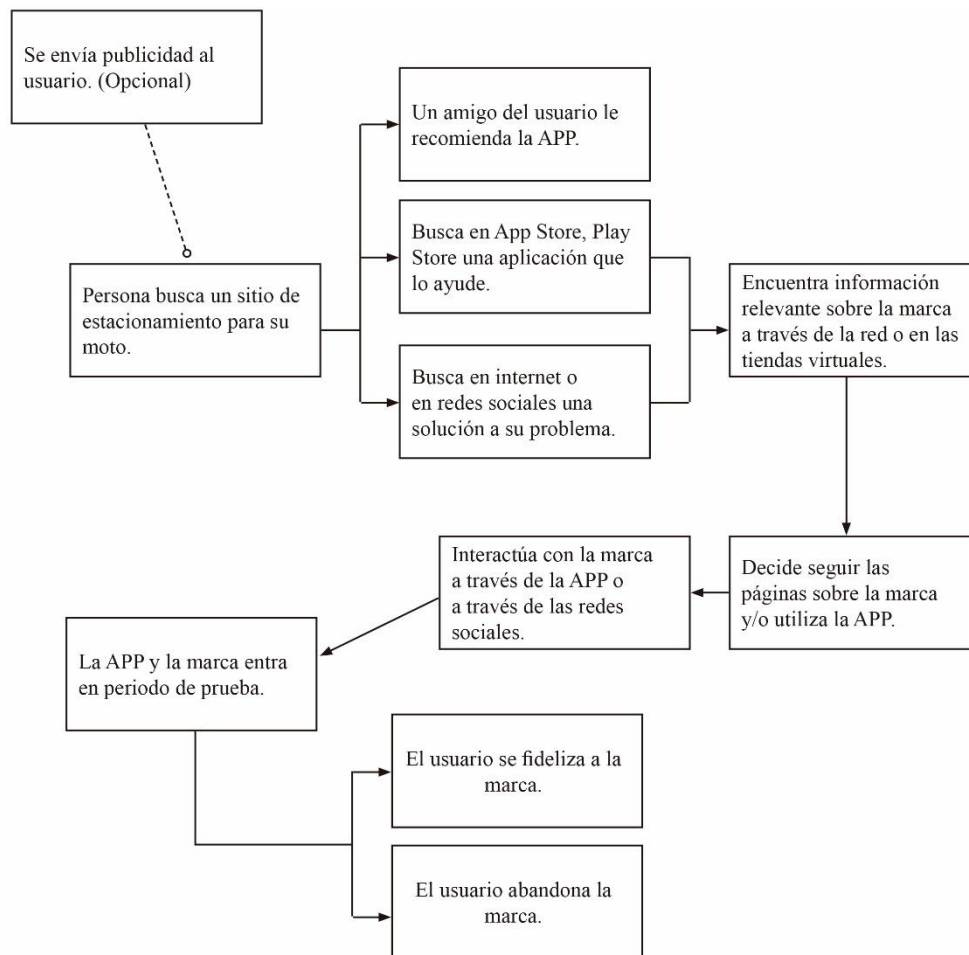 Se envía publicidad al
usuario. (Opcional)
Un amigo del usuario le
recomienda la APP.
Busca en App Store, Play
Store una aplicación que
lo ayude.
Persona busca un sitio de
estacionamiento para su
moto.
Encuentra información
relevante sobre la marca
a través de la red o en las
tiendas virtuales.
Busca en internet o
en redes sociales una
solución a su problema.
Interactúa con la marca
a través de la APP o
a través de las redes
sociales.
Decide seguir las
páginas sobre la marca
y/o utiliza la APP.
La APP y la marca entra
en periodo de prueba.
El usuario se fideliza a la
marca.
El usuario abandona la
marca.